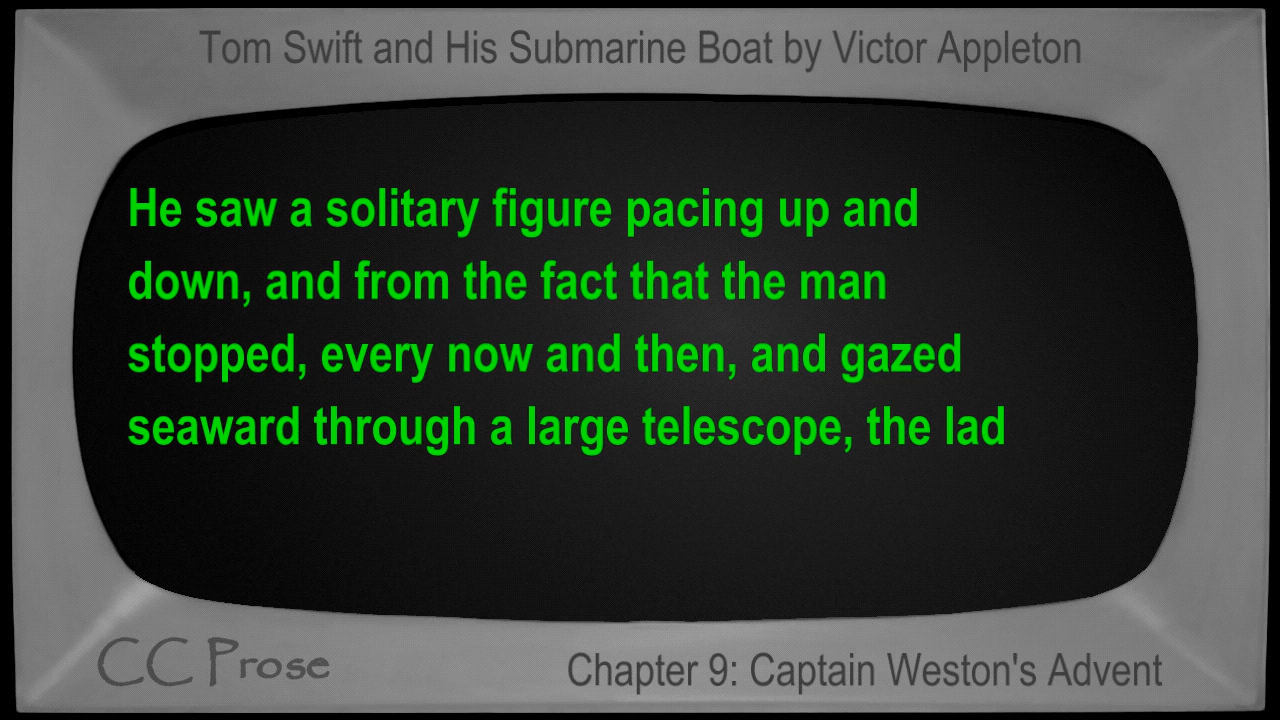 Tom Swift and His Submarine Boat by Victor Appleton
He saw a solitary figure pacing up and
down, and from the fact that the man
stopped, every now and then, and gazed
seaward through a large telescope, the lad
CC Prose
Chapter 9: Captain Weston's Advent